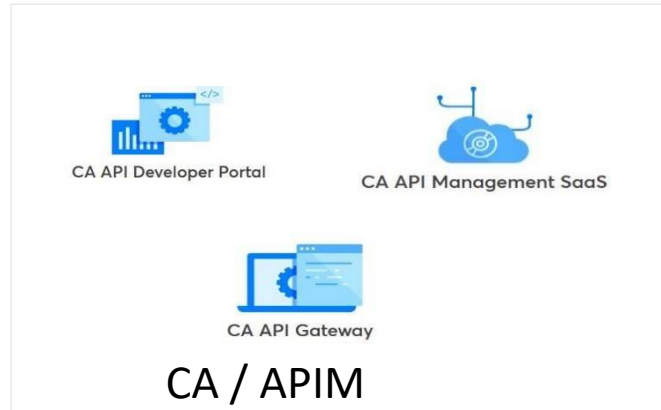 </>
CA API Developer Portal
CA API Management SaaS
CA API Gateway
CA / APIM